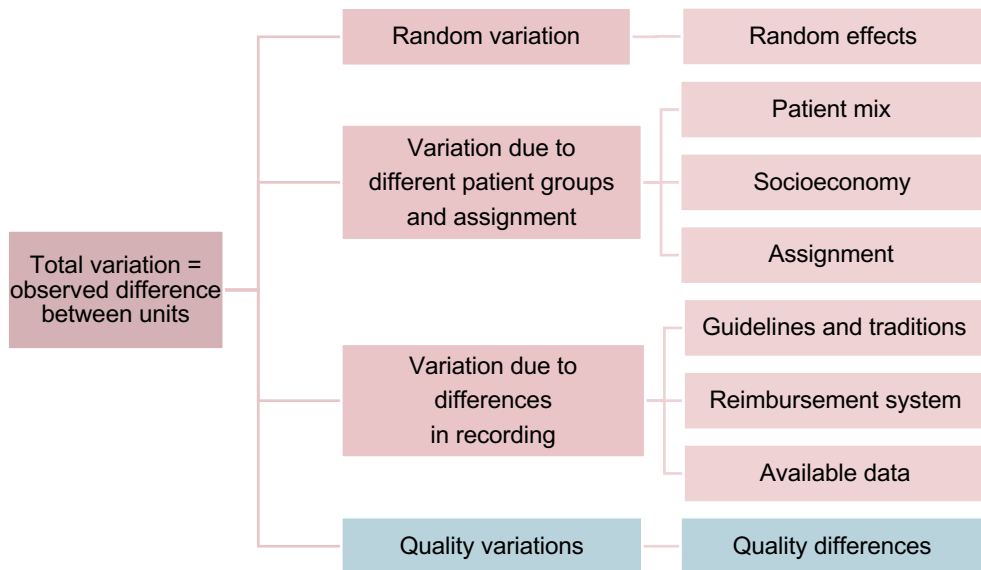 Total variation =
observed difference
between units
Random variation
Random effects
Variation due to
different patient groups
and assignment
Patient mix
Socioeconomy
Assignment
Variation due to
differences
in recording
Guidelines and traditions
Reimbursement system
Available data
Quality variations
Quality differences